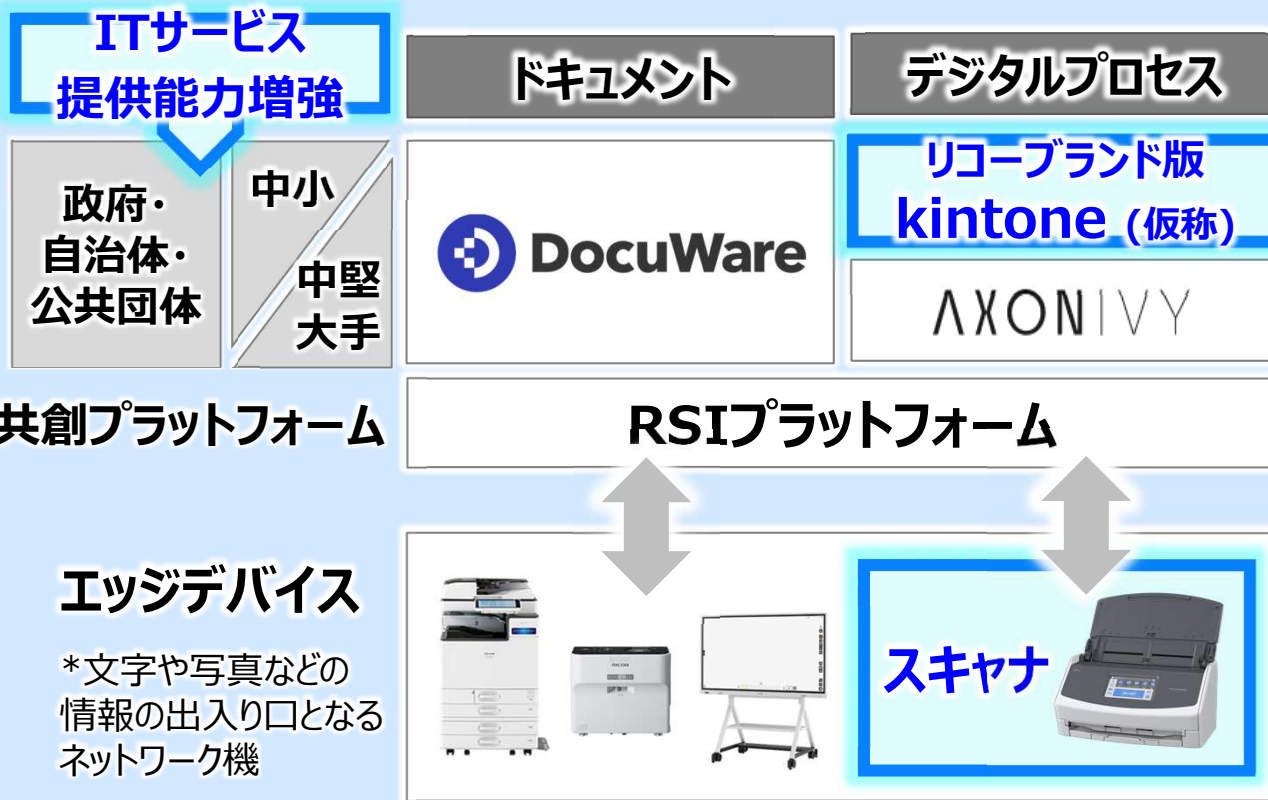 ITサービス
提供能力増強
ドキュメント
デジタルプロセス
政府・
自治体・
公共団体
中小
中堅
大手
DocuWare
リコーブランド版
kintone (仮称)
AXONIVY
共創プラットフォーム
RSIプラットフォーム
エッジデバイス
*文字や写真などの
情報の出入り口となる
ネットワーク機
RICOH
スキャナ